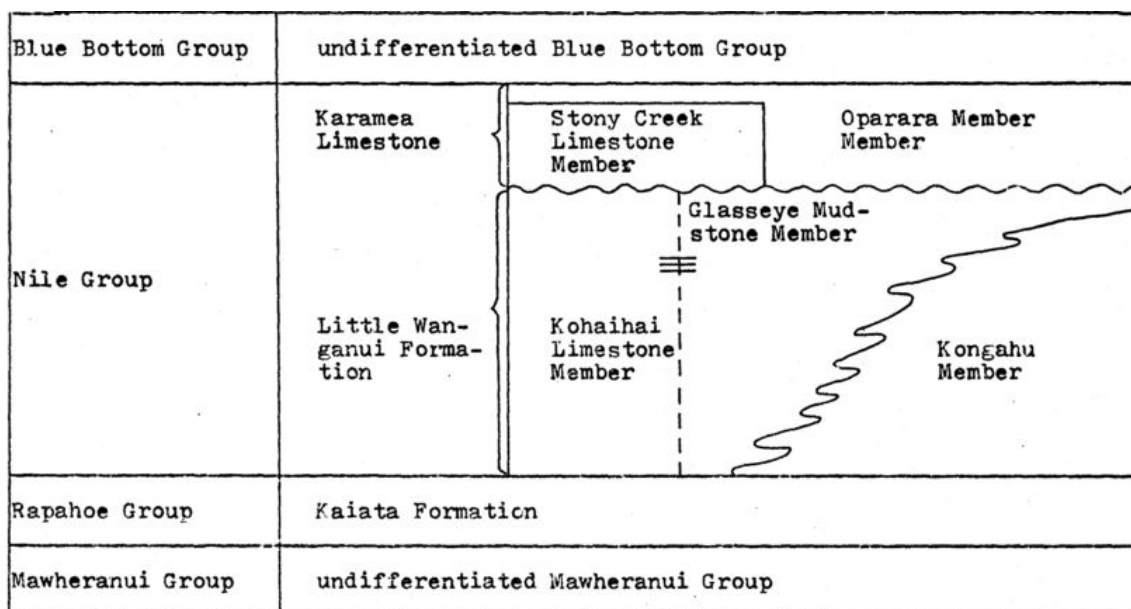 Blue Bottom Group
undifferentiated Blue Bottom Group
Nile Group
Karamea
Limestone
Stony Creek
Limestone
Member
Oparara Member
Member
Little Wan-
ganui Forma-
tion
Kohaihai
Limestone
Member
Glasseye Mud-
stone Member
Kongahu
Member
Rapahoe Group
Kaiata Formation
Mawheranui Group
undifferentiated Mawheranui Group